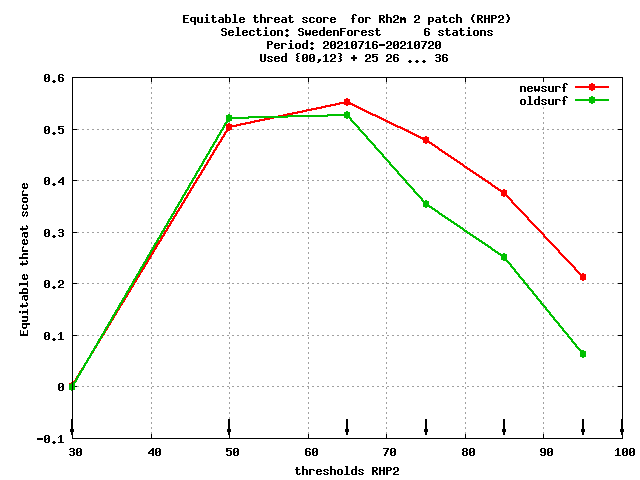 Equitable threat score  for Rh2m 2 patch (RHP2)
Selection: SwedenForest      6 stations
Period: 20210716-20210720
Used {00,12} + 25 26 ... 36
newsurf
oldsurf
Equitable threat score
0.6
0.5
0.4
0.3
0.2
0.1
0
-0.1
30 40 50 60 70 80 90 100
thresholds RHP2